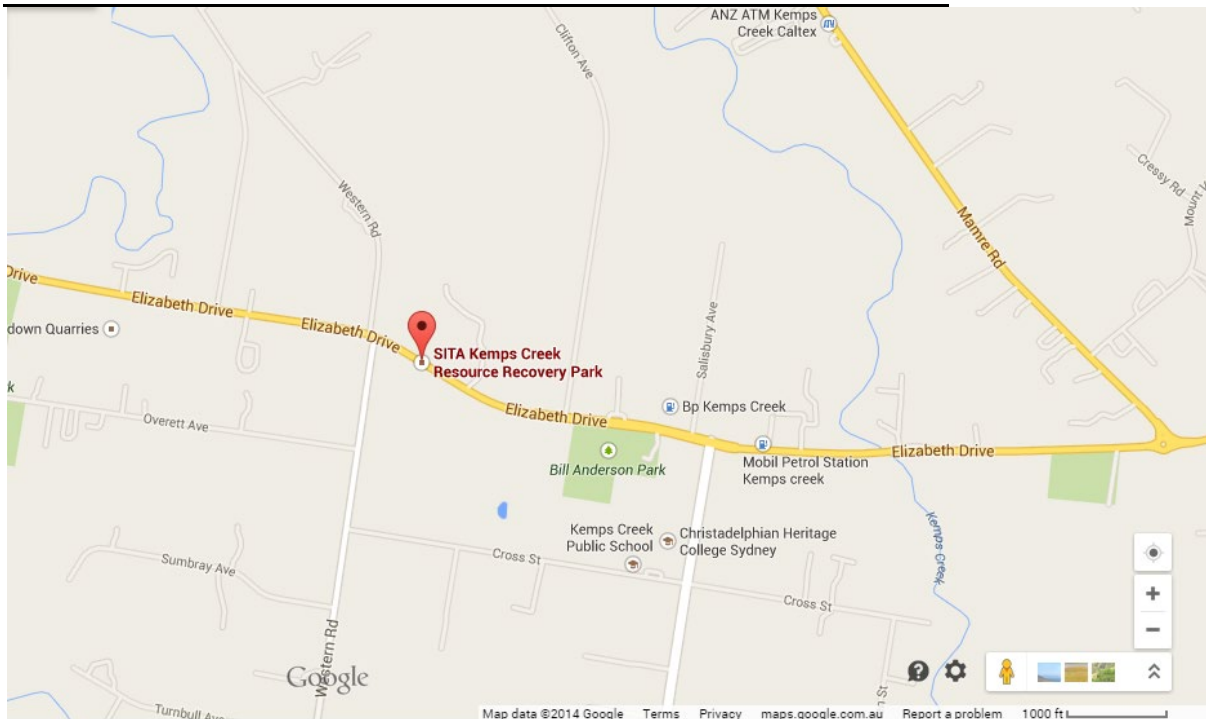 ANZ ATM Kemps
Creek Caltex
Clifton Ave
Cressy Rd
Western Rd
Mamre Rd
Drive
Elizabeth Drive
Elizabeth Drive
down Quarries
SITA Kemps Creek
Resource Recovery Park
Salisbury Ave
k
Overett Ave
Elizabeth Drive
Bp Kemps Creek
Elizabeth Drive
Bill Anderson Park
Mobil Petrol Station
Kemps creek
Kemps Creek
Public School
Christadelphian Heritage
College Sydney
Kemps Creek
Cross St
Sumbray Ave
Cross St
Western Rd
Google
Turnbull Ave
n St
Map data ©2014 Google Terms Privacy maps.google.com.au Report a problem 1000 ft